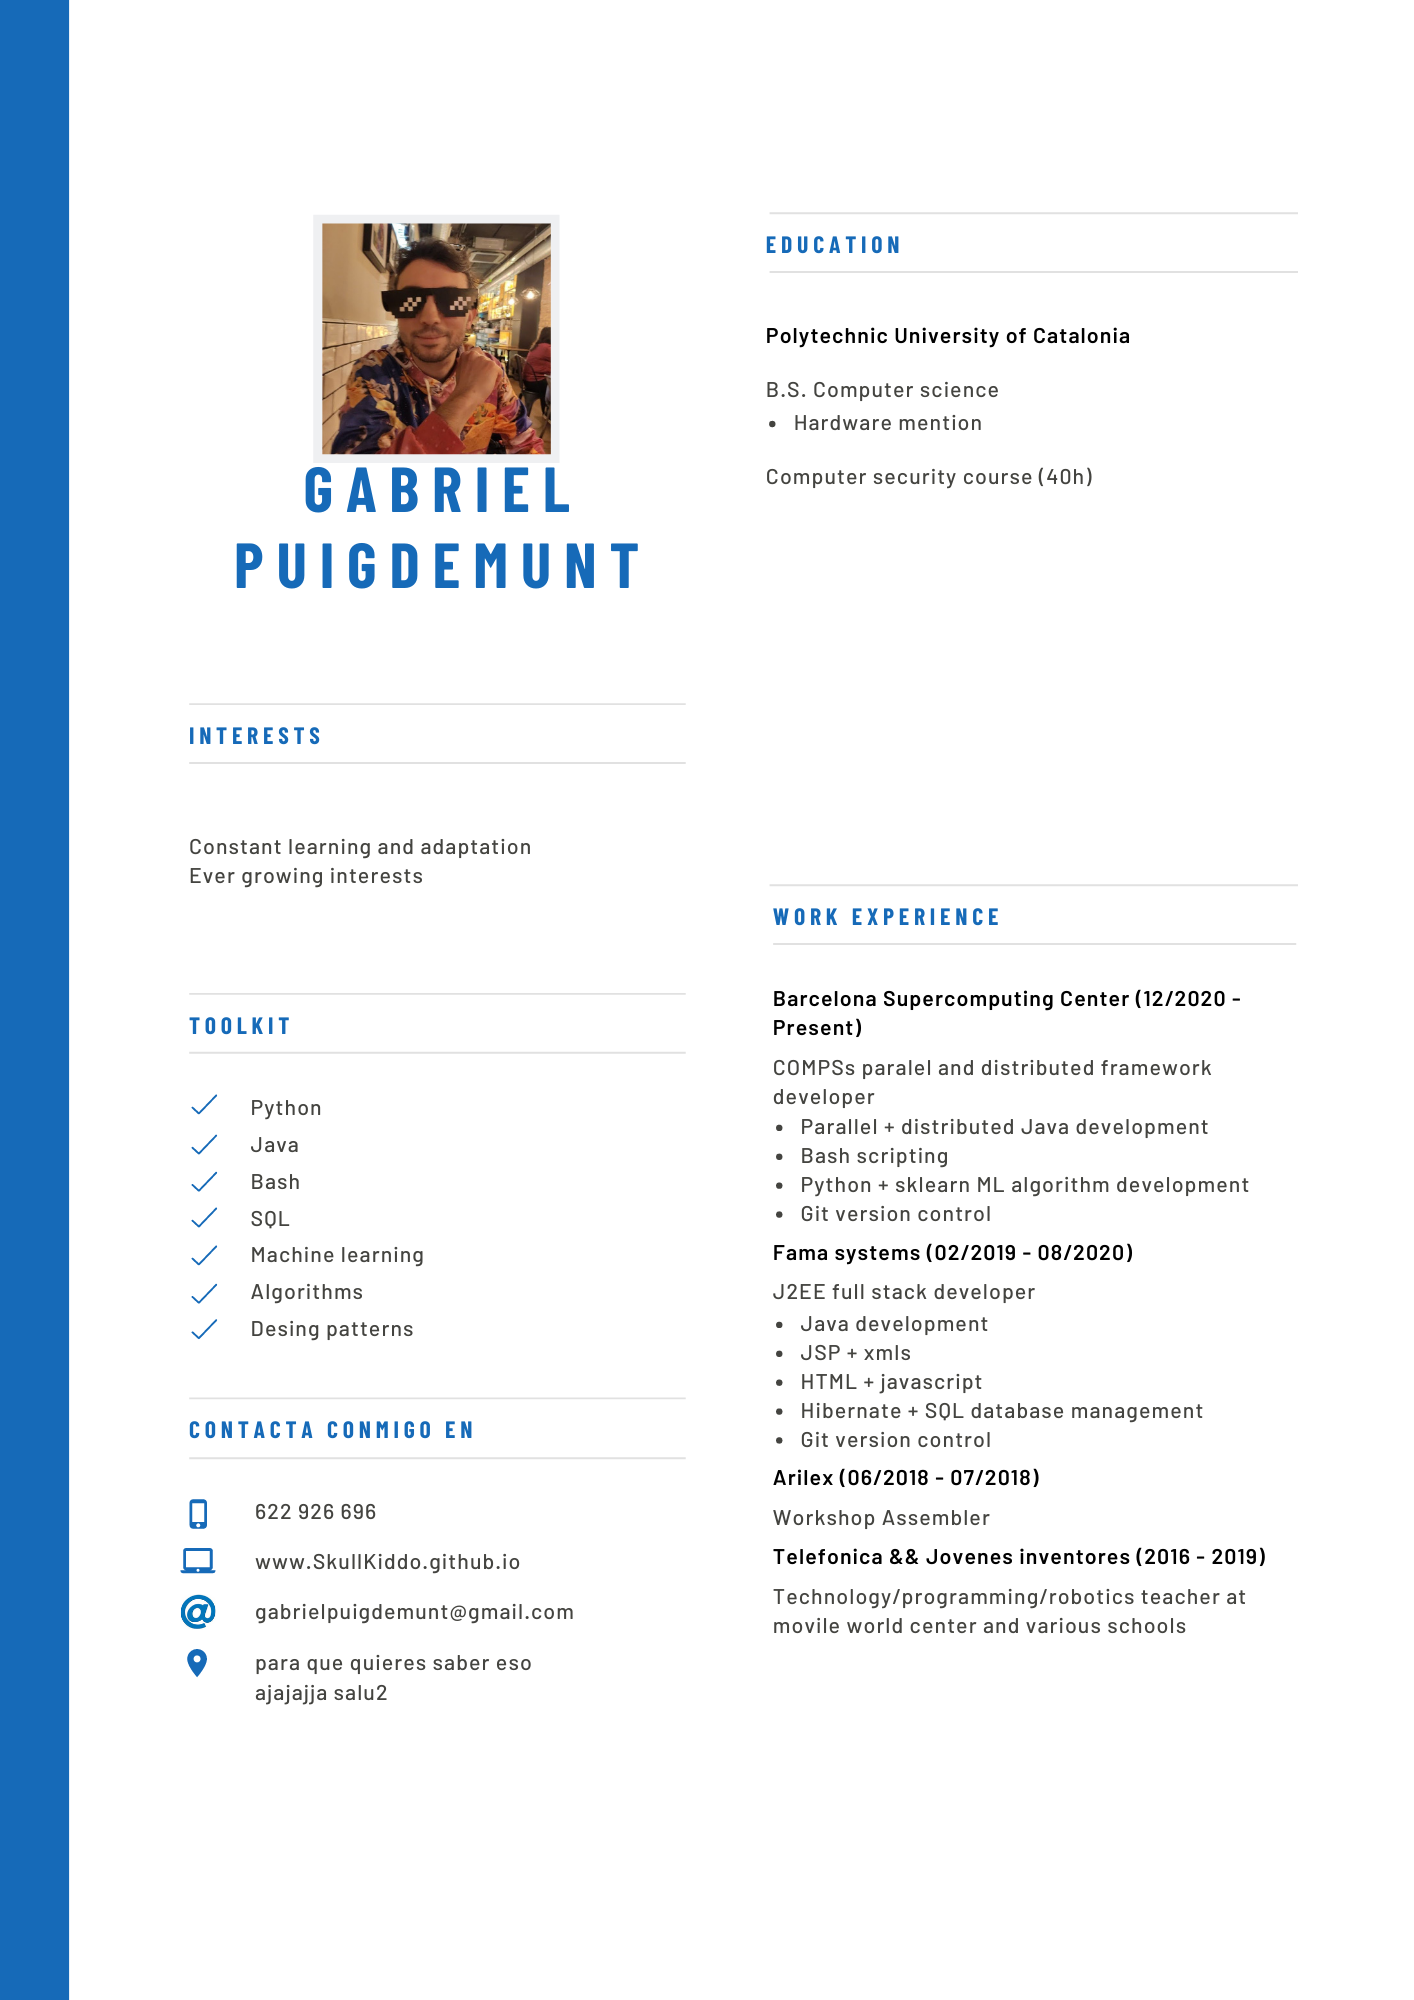 GABRIEL
PUIGDEMUNT
INTERESTS
Constant learning and adaptation
Ever growing interests
TOOLKIT
Python
Java
Bash
SQL
Machine learning
Algorithms
Desing patterns
CONTACTA CONMIGO EN
622 926 696
www.SkullKiddo.github.io
gabrielpuigdemunt@gmail.com
para que quieres saber eso
ajajajja salu2
EDUCATION
Polytechnic University of Catalonia
B.S. Computer science
• Hardware mention
Computer security course (40h)
WORK EXPERIENCE
Barcelona Supercomputing Center (12/2020 -
Present)
COMPSs paralel and distributed framework
developer
• Parallel + distributed Java development
• Bash scripting
• Python + sklearn ML algorithm development
• Git version control
Fama systems (02/2019 - 08/2020)
J2EE full stack developer
• Java development
• JSP + xmls
• HTML + javascript
• Hibernate + SQL database management
• Git version control
Arilex (06/2018 - 07/2018)
Workshop Assembler
Telefonica && Jovenes inventores (2016 - 2019)
Technology/programming/robotics teacher at
movile world center and various schools